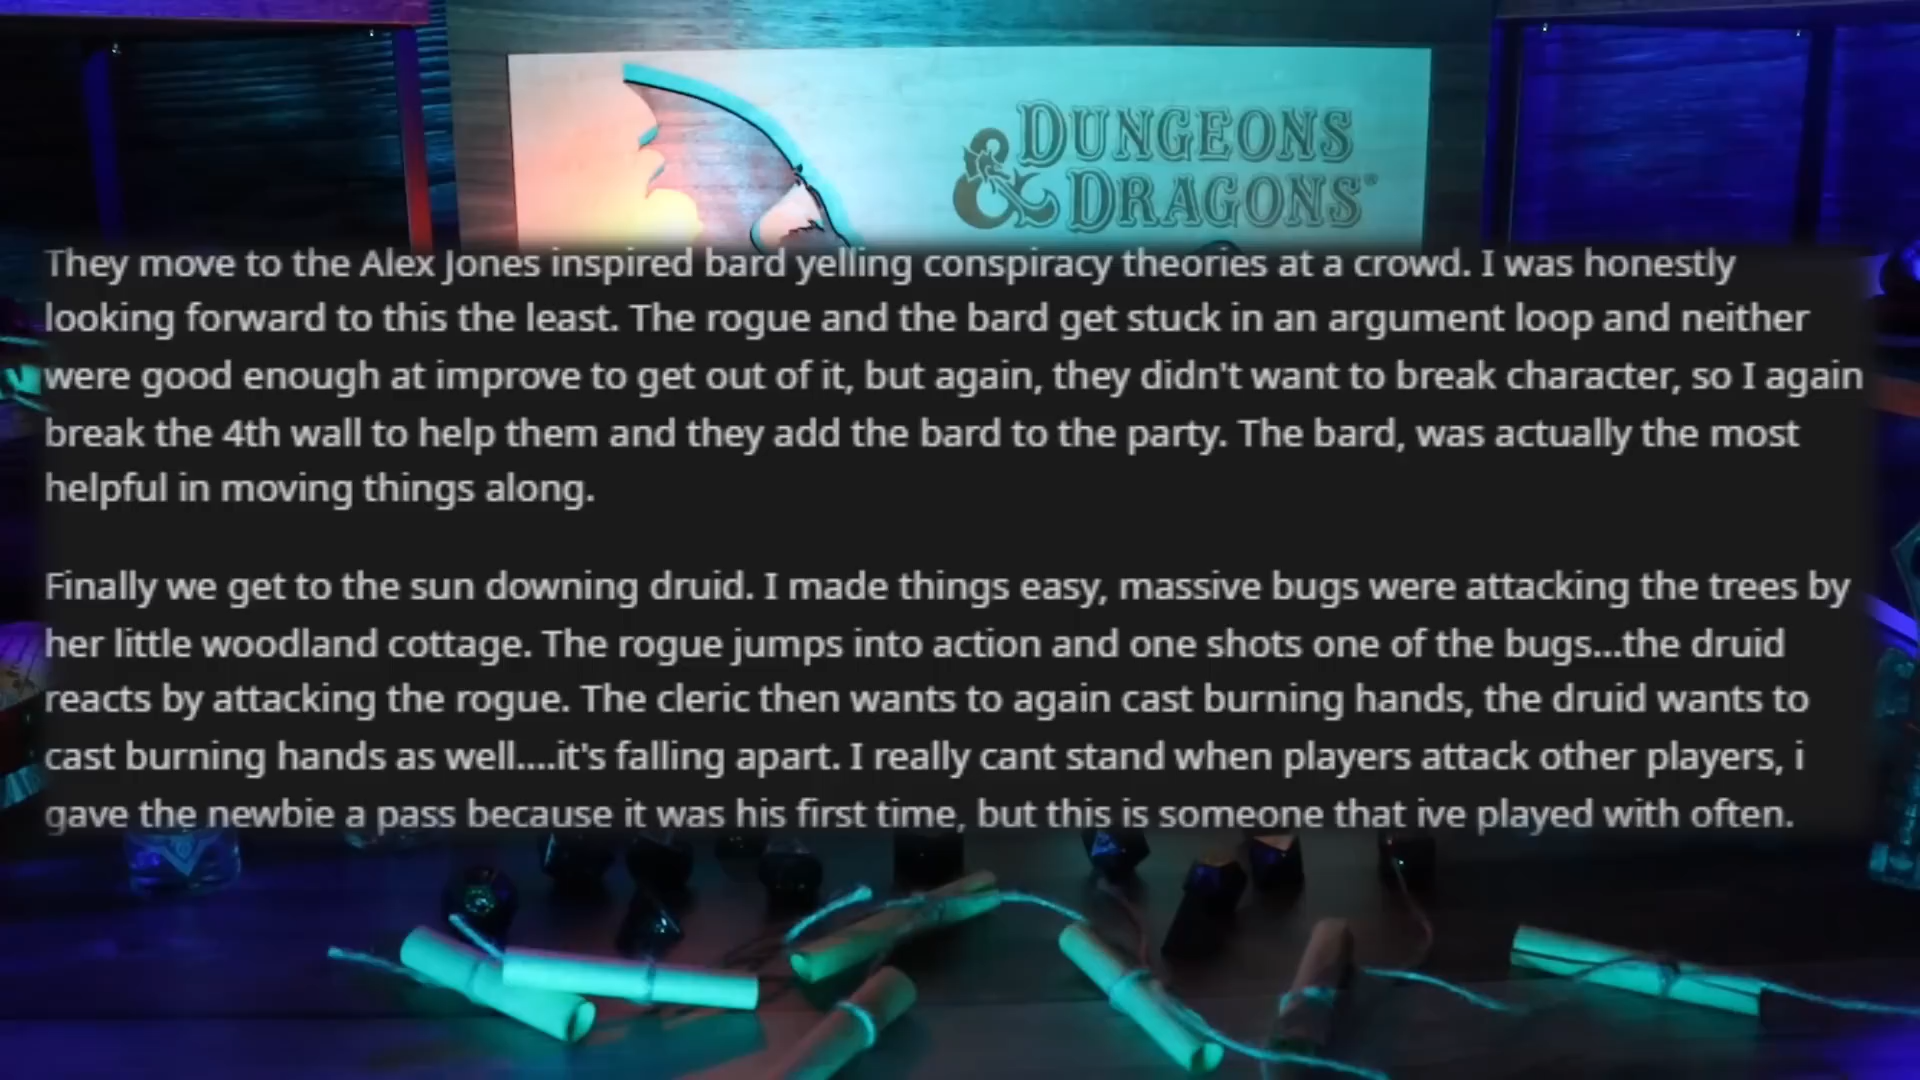 DUNGEONS
& DRAGONS®
They move to the Alex Jones inspired bard yelling conspiracy theories at a crowd. I was honestly
looking forward to this the least. The rogue and the bard get stuck in an argument loop and neither
were good enough at improve to get out of it, but again, they didn't want to break character, so I again
break the 4th wall to help them and they add the bard to the party. The bard, was actually the most
helpful in moving things along.
Finally we get to the sun downing druid. I made things easy, massive bugs were attacking the trees by
her little woodland cottage. The rogue jumps into action and one shots one of the bugs...the druid
reacts by attacking the rogue. The cleric then wants to again cast burning hands, the druid wants to
cast burning hands as well....it's falling apart. I really cant stand when players attack other players, i
gave the newbie a pass because it was his first time, but this is someone that ive played with often.